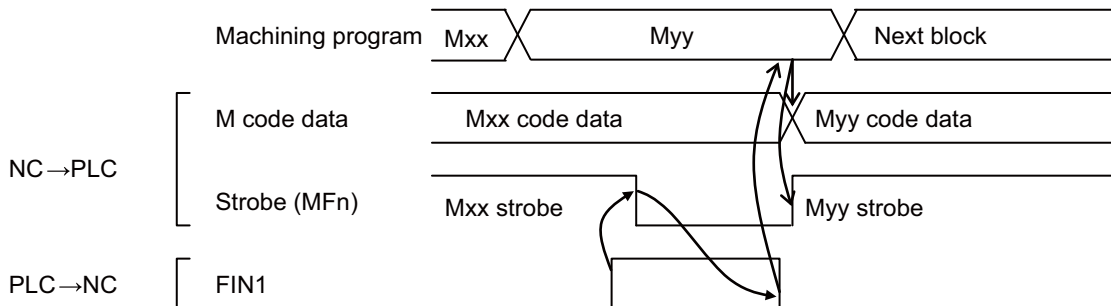 Machining program Mxx Myy Next block
M code data Mxx code data Myy code data
NC→PLC
Strobe (MFn) Mxx strobe Myy strobe
PLC→NC FIN1